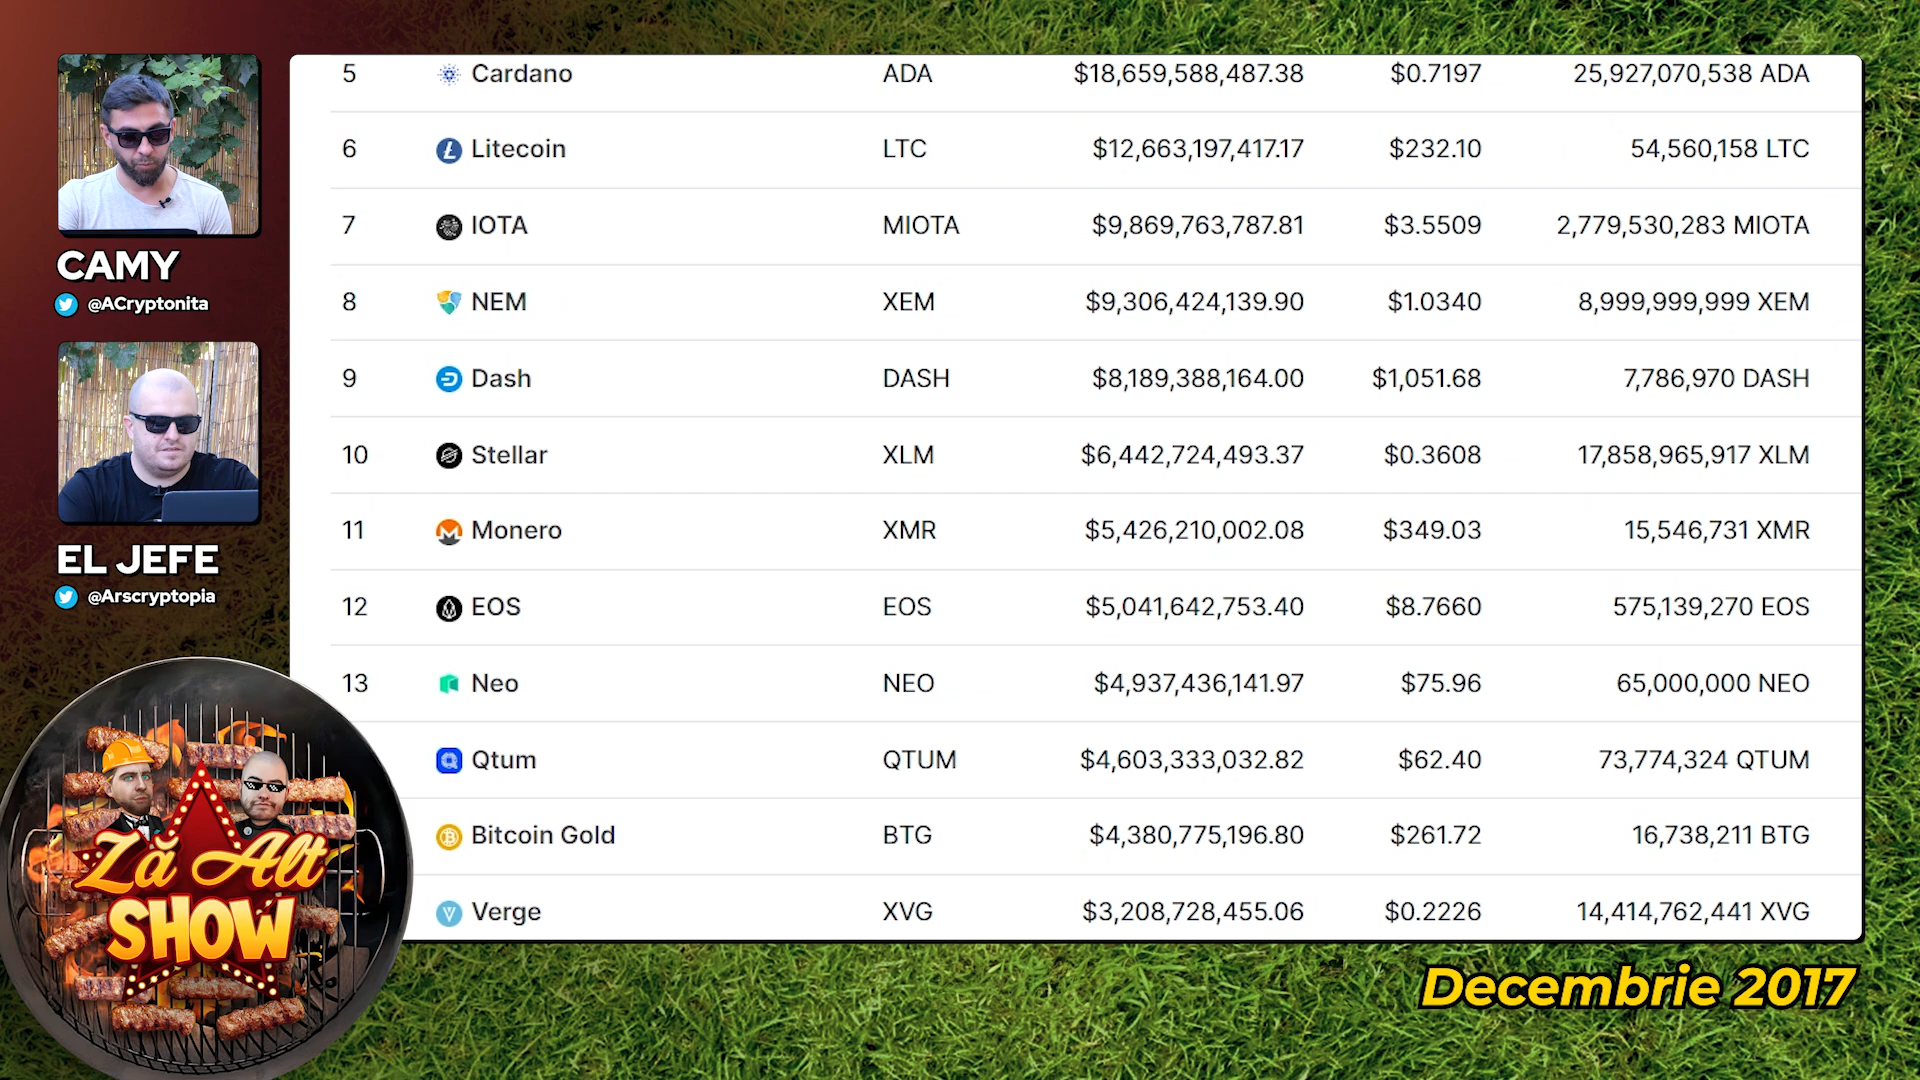 CAMY
@ACryptonita
EL JEFE
@Arscryptopia
5 Cardano ADA $18,659,588,487.38 $0.7197 25,927,070,538 ADA
6 Litecoin LTC $12,663,197,417.17 $232.10 54,560,158 LTC
7 IOTA MIOTA $9,869,763,787.81 $3.5509 2,779,530,283 MIOTA
8 NEM XEM $9,306,424,139.90 $1.0340 8,999,999,999 XEM
9 Dash DASH $8,189,388,164.00 $1,051.68 7,786,970 DASH
10 Stellar XLM $6,442,724,493.37 $0.3608 17,858,965,917 XLM
11 Monero XMR $5,426,210,002.08 $349.03 15,546,731 XMR
12 EOS EOS $5,041,642,753.40 $8.7660 575,139,270 EOS
13 Neo NEO $4,937,436,141.97 $75.96 65,000,000 NEO
Qtum QTUM $4,603,333,032.82 $62.40 73,774,324 QTUM
Bitcoin Gold BTG $4,380,775,196.80 $261.72 16,738,211 BTG
Verge XVG $3,208,728,455.06 $0.2226 14,414,762,441 XVG
Ză Alt
SHOW
Decembrie 2017